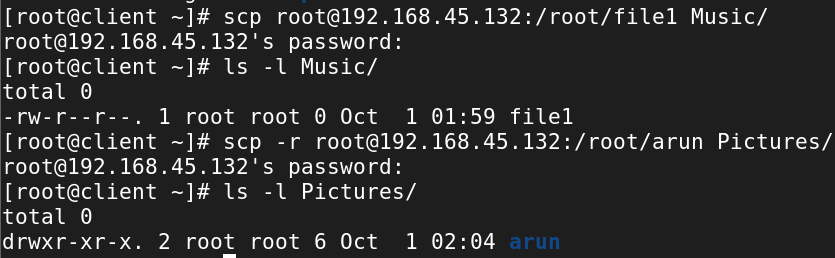 [root@client ~]# scp root@192.168.45.132:/root/file1 Music/
root@192.168.45.132's password:
[root@client ~]# ls -l Music/
total 0
-rw-r--r--. 1 root root 0 Oct  1 01:59 file1
[root@client ~]# scp -r root@192.168.45.132:/root/arun Pictures/
root@192.168.45.132's password:
[root@client ~]# ls -l Pictures/
total 0
drwxr-xr-x. 2 root root 6 Oct  1 02:04 arun